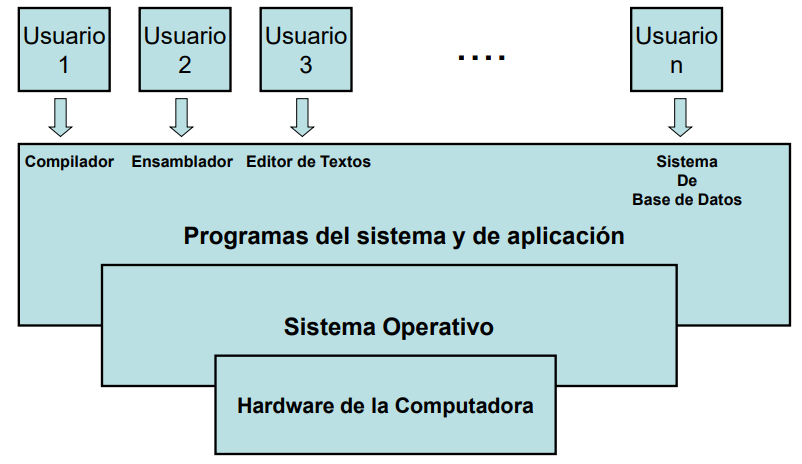 Usuario
1
Usuario
2
Usuario
3
....
Usuario
n
Compilador
Ensamblador
Editor de Textos
Sistema
De
Base de Datos
Programas del sistema y de aplicación
Sistema Operativo
Hardware de la Computadora